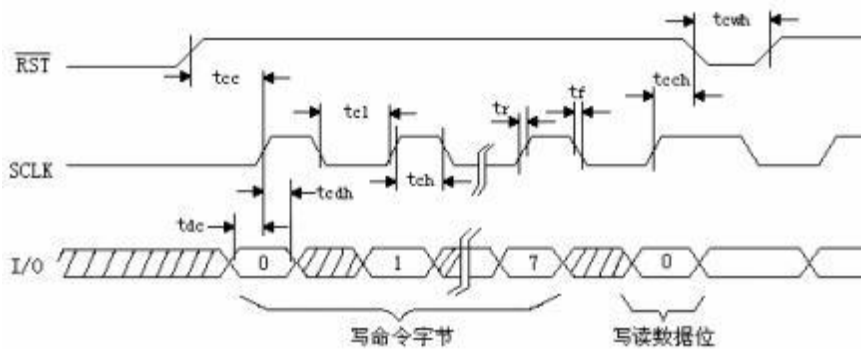 tcwh
RST
tcc
tcch
tcl
tr
tf
SCLK
tch
tcdh
tdc
I/O
0
1
7
0
写命令字节
写读数据位